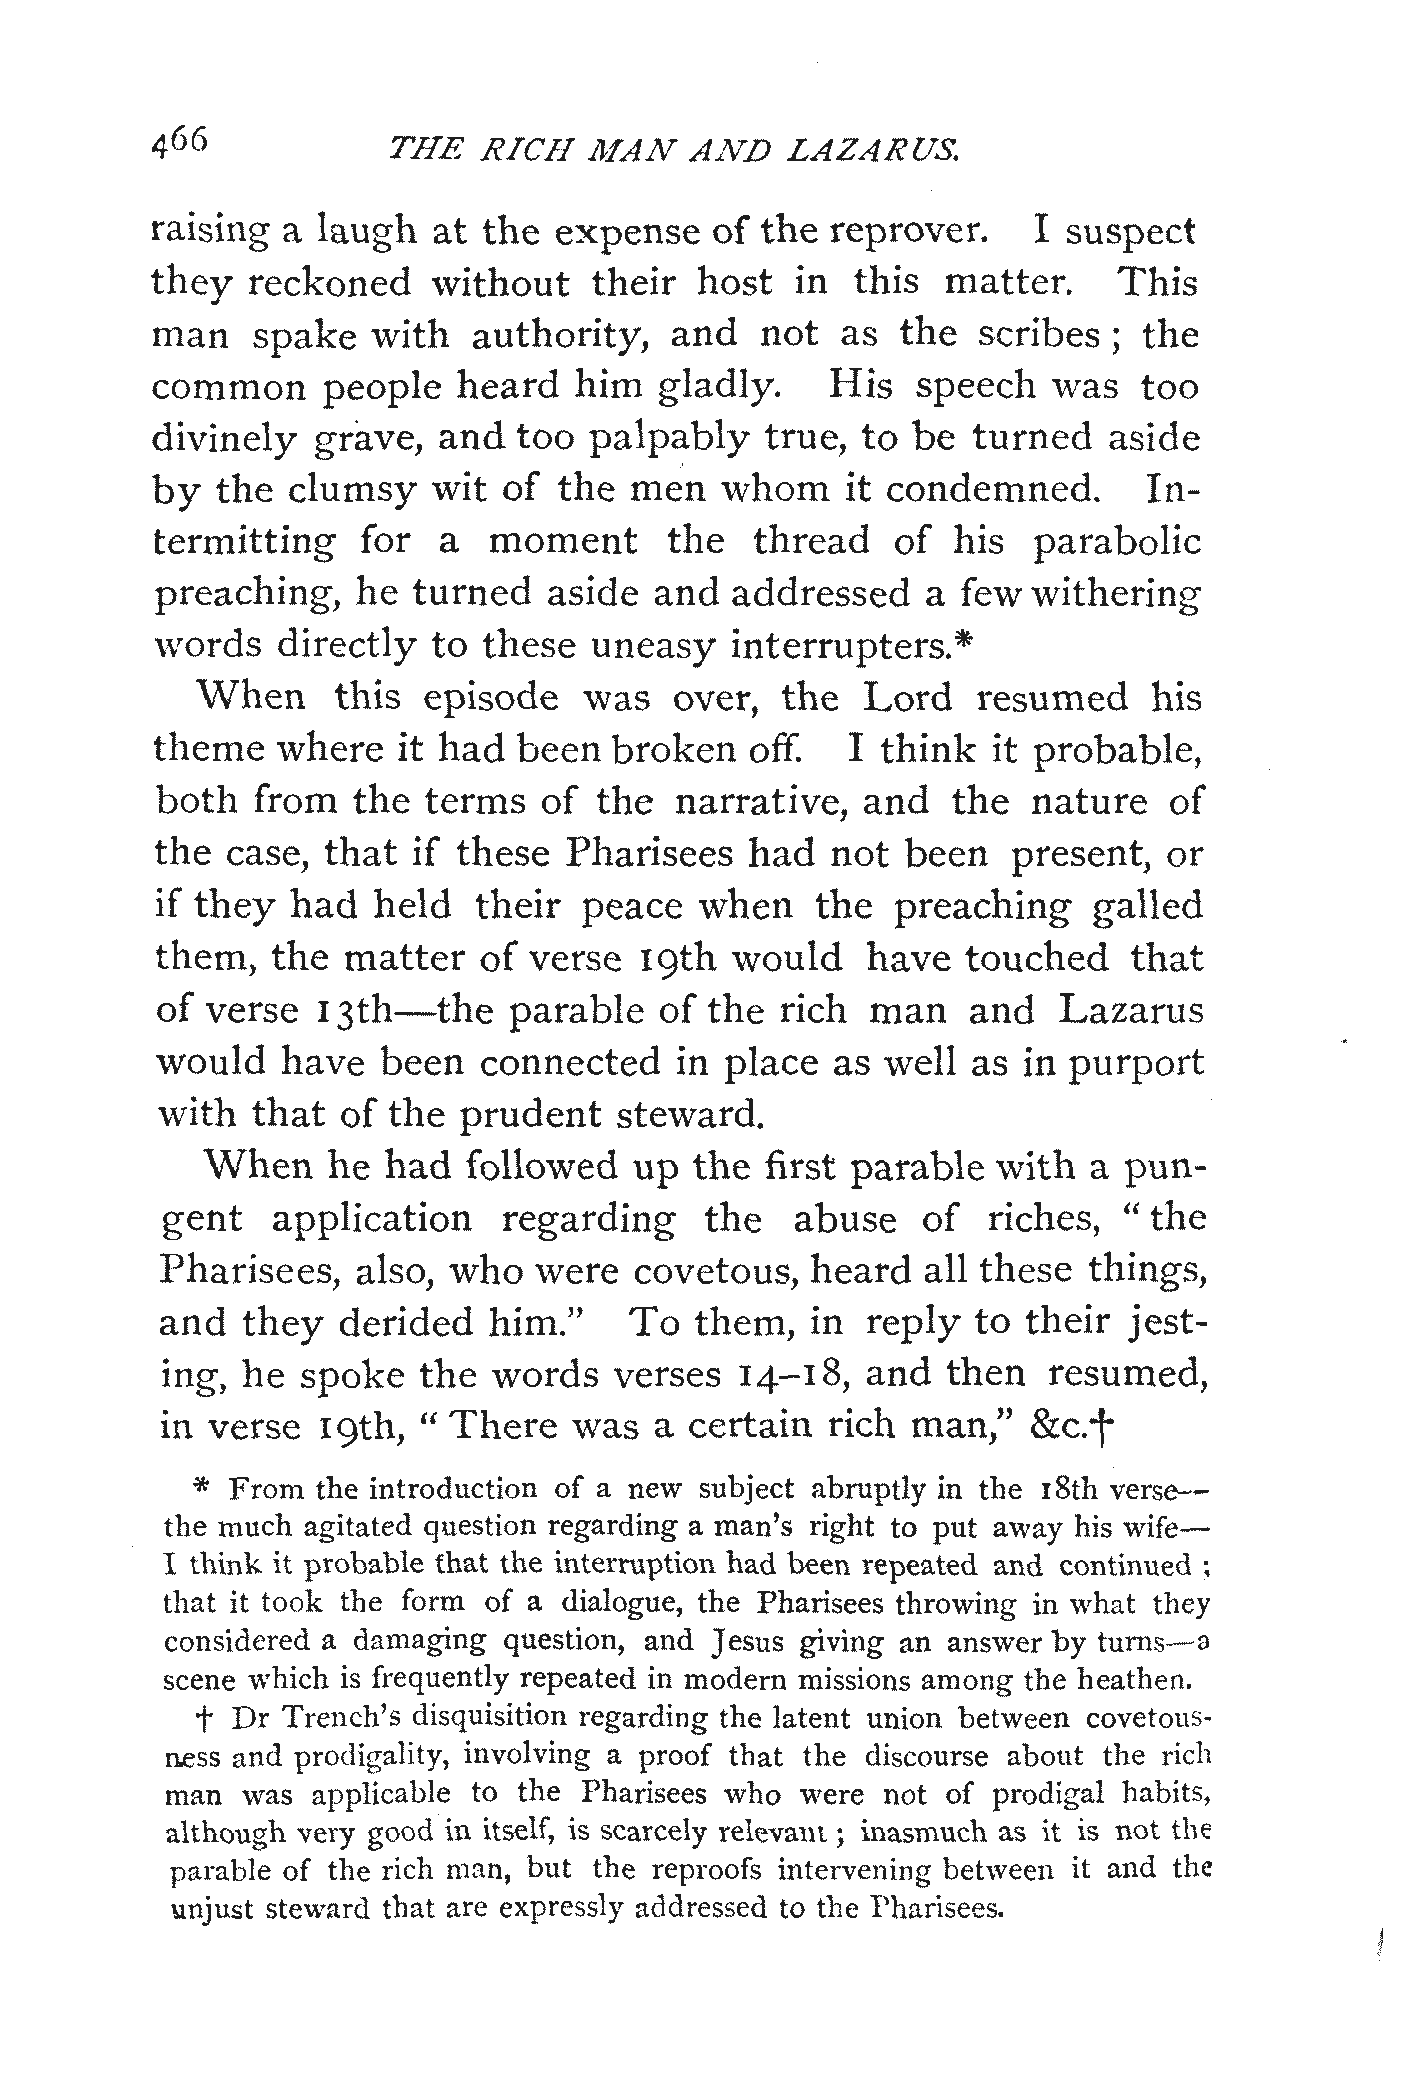 466 THE RICH MAN AND LAZARUS.
raising a laugh at the expense of the reprover. I suspect
they reckoned without their host in this matter. This
man spake with authority, and not as the scribes ; the
common people heard him gladly. His speech was too
divinely grave, and too palpably true, to be turned aside
by the clumsy wit of the men whom it condemned. In-
termitting for a moment the thread of his parabolic
preaching, he turned aside and addressed a few withering
words directly to these uneasy interrupters.*
When this episode was over, the Lord resumed his
theme where it had been broken off. I think it probable,
both from the terms of the narrative, and the nature of
the case, that if these Pharisees had not been present, or
if they had held their peace when the preaching galled
them, the matter of verse 19th would have touched that
of verse 13th—the parable of the rich man and Lazarus
would have been connected in place as well as in purport
with that of the prudent steward.
When he had followed up the first parable with a pun-
gent application regarding the abuse of riches, “ the
Pharisees, also, who were covetous, heard all these things,
and they derided him.” To them, in reply to their jest-
ing, he spoke the words verses 14–18, and then resumed,
in verse 19th, “ There was a certain rich man,” &c.†
* From the introduction of a new subject abruptly in the 18th verse—
the much agitated question regarding a man's right to put away his wife—
I think it probable that the interruption had been repeated and continued ;
that it took the form of a dialogue, the Pharisees throwing in what they
considered a damaging question, and Jesus giving an answer by turns—a
scene which is frequently repeated in modern missions among the heathen.
† Dr Trench's disquisition regarding the latent union between covetous-
ness and prodigality, involving a proof that the discourse about the rich
man was applicable to the Pharisees who were not of prodigal habits,
although very good in itself, is scarcely relevant ; inasmuch as it is not the
parable of the rich man, but the reproofs intervening between it and the
unjust steward that are expressly addressed to the Pharisees.